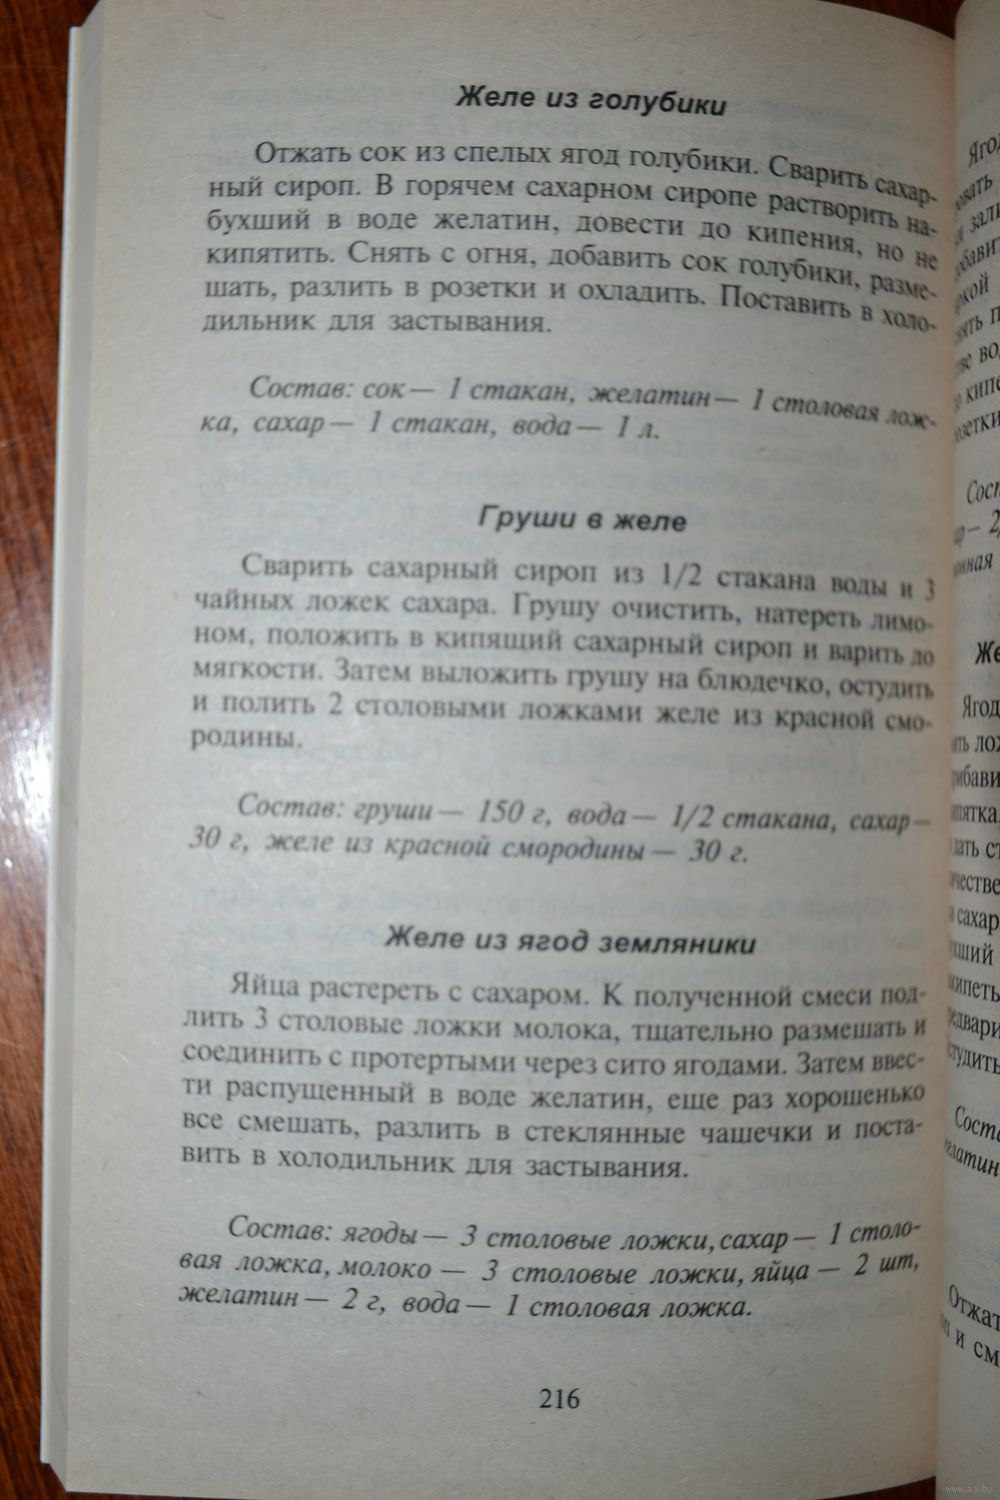 Желе из голубики
Отжать сок из спелых ягод голубики. Сварить сахар-
ный сироп. В горячем сахарном сиропе растворить на-
бухший в воде желатин, довести до кипения, но не
кипятить. Снять с огня, добавить сок голубики, разме-
шать, разлить в розетки и охладить. Поставить в холо-
дильник для застывания.
Состав: сок — 1 стакан, желатин — 1 столовая лож-
ка, сахар — 1 стакан, вода — 1 л.
Груши в желе
Сварить сахарный сироп из 1/2 стакана воды и 3
чайных ложек сахара. Грушу очистить, натереть лимо-
ном, положить в кипящий сахарный сироп и варить до
мягкости. Затем выложить грушу на блюдечко, остудить
и полить 2 столовыми ложками желе из красной смо-
родины.
Состав: груши — 150 г, вода — 1/2 стакана, сахар —
30 г, желе из красной смородины — 30 г.
Желе из ягод земляники
Яйца растереть с сахаром. К полученной смеси под-
лить 3 столовые ложки молока, тщательно размешать и
соединить с протертыми через сито ягодами. Затем ввес-
ти распущенный в воде желатин, еще раз хорошенько
все смешать, разлить в стеклянные чашечки и поста-
вить в холодильник для застывания.
Состав: ягоды — 3 столовые ложки, сахар — 1 столо-
вая ложка, молоко — 3 столовые ложки, яйца — 2 шт,
желатин — 2 г, вода — 1 столовая ложка.
216
www.ay.by